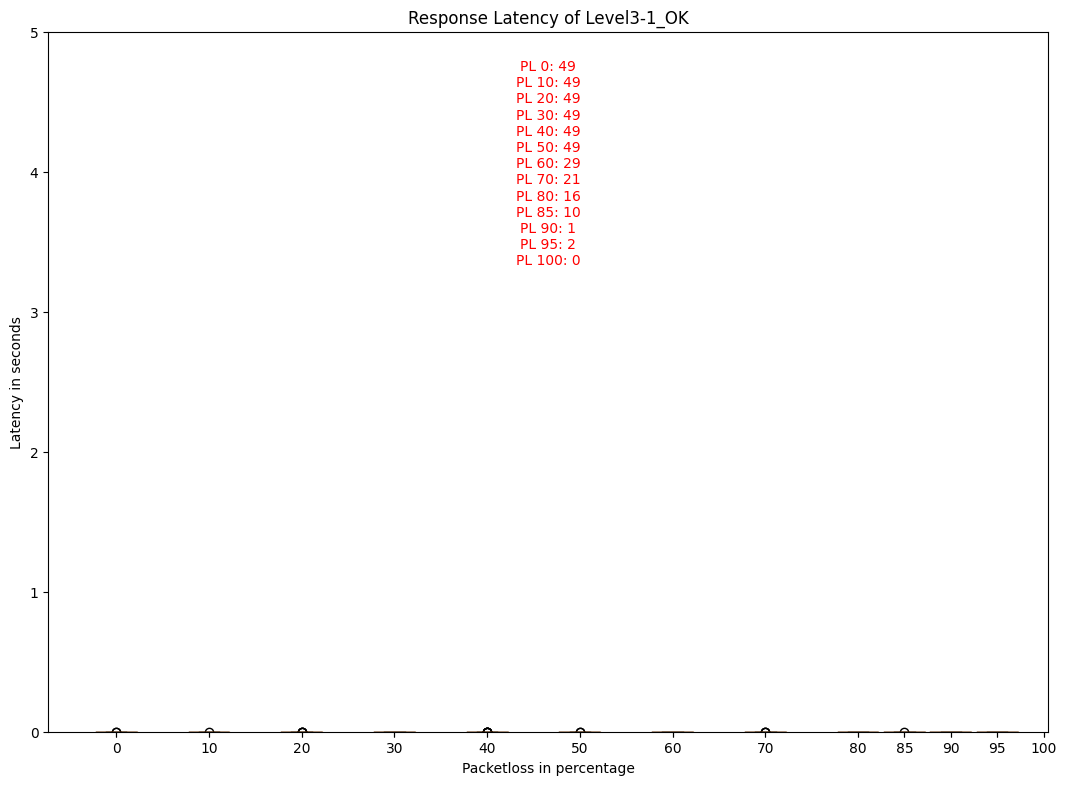 Response Latency of Level3-1_OK
5
PL 0: 49
PL 10: 49
PL 20: 49
PL 30: 49
PL 40: 49
PL 50: 49
PL 60: 29
PL 70: 21
PL 80: 16
PL 85: 10
PL 90: 1
PL 95: 2
PL 100: 0
4
3
2
1
0
Latency in seconds
0 10 20 30 40 50 60 70 80 85 90 95 100
Packetloss in percentage